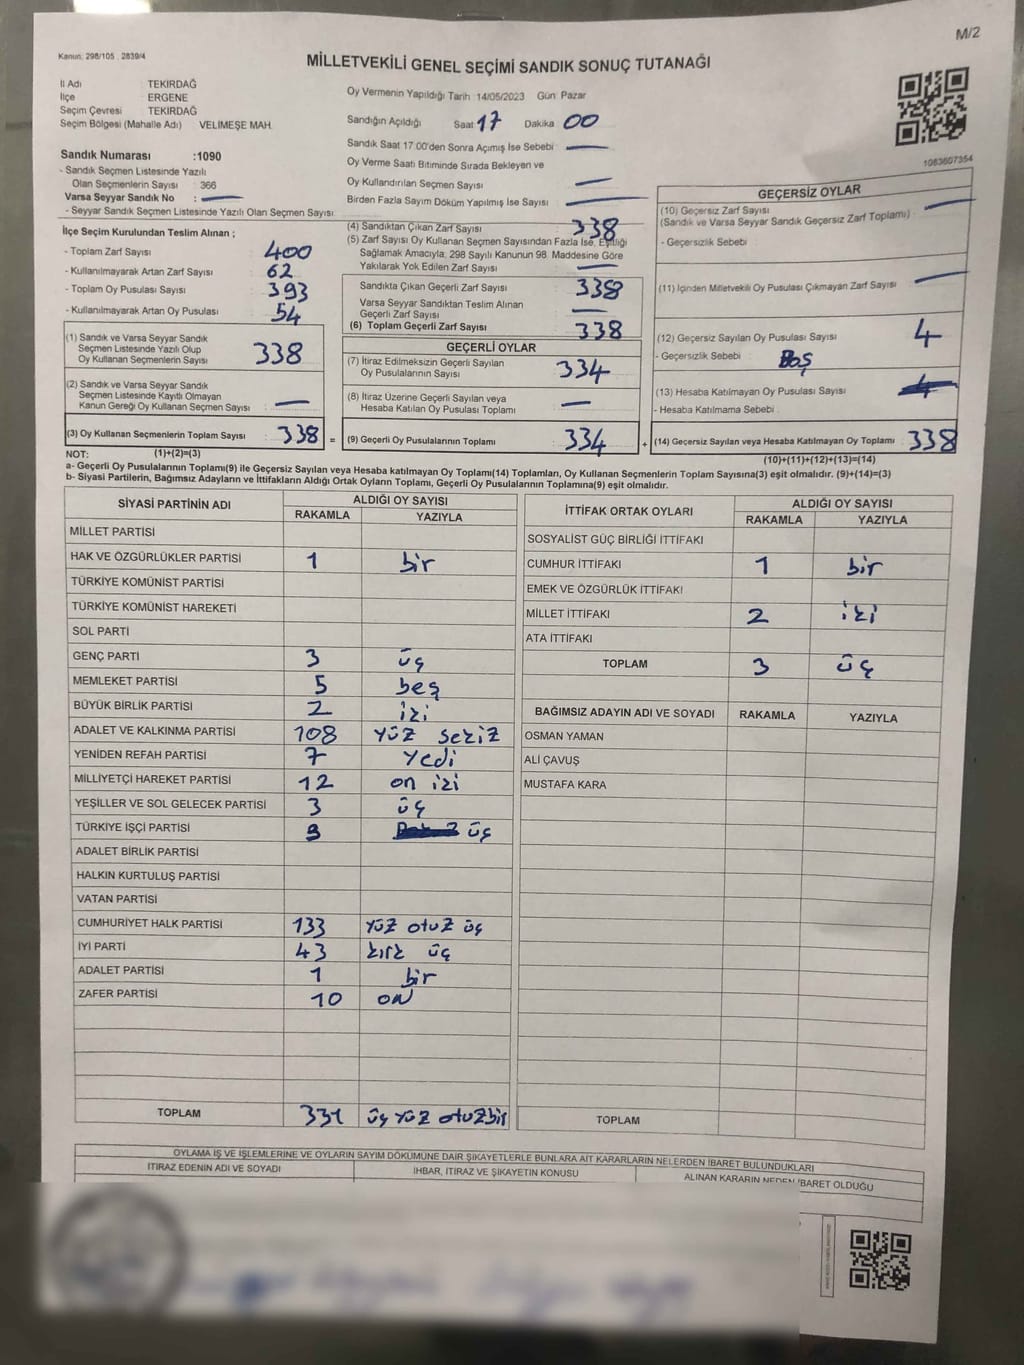 M/2
Kanun: 298/105 , 2839/4
MİLLETVEKİLİ GENEL SEÇİMİ SANDIK SONUÇ TUTANAĞI
İl Adı TEKİRDAĞ
İlçe ERGENE
Seçim Çevresi TEKİRDAĞ
Seçim Bölgesi (Mahalle Adı) VELİMEŞE MAH.
Sandık Numarası :1090
- Sandık Seçmen Listesinde Yazılı
Olan Seçmenlerin Sayısı : 366
Varsa Seyyar Sandık No : —
- Seyyar Sandık Seçmen Listesinde Yazılı Olan Seçmen Sayısı:
Oy Vermenin Yapıldığı Tarih :14/05/2023 Gün: Pazar
Sandığın Açıldığı Saat 17 Dakika 00
Sandık Saat 17.00'den Sonra Açımış İse Sebebi : —
Oy Verme Saati Bitiminde Sırada Bekleyen ve
Oy Kullandırılan Seçmen Sayısı : —
Birden Fazla Sayım Döküm Yapılmış İse Sayısı : —
1083607354
İlçe Seçim Kurulundan Teslim Alınan ;
- Toplam Zarf Sayısı : 400
- Kullanılmayarak Artan Zarf Sayısı : 62
- Toplam Oy Pusulası Sayısı : 393
- Kullanılmayarak Artan Oy Pusulası : 54
(1) Sandık ve Varsa Seyyar Sandık
Seçmen Listesinde Yazılı Olup
Oy Kullanan Seçmenlerin Sayısı : 338
(2) Sandık ve Varsa Seyyar Sandık
Seçmen Listesinde Kayıtlı Olmayan
Kanun Gereği Oy Kullanan Seçmen Sayısı : —
(3) Oy Kullanan Seçmenlerin Toplam Sayısı : 338 =
(4) Sandıktan Çıkan Zarf Sayısı : 338
(5) Zarf Sayısı Oy Kullanan Seçmen Sayısından Fazla İse, Eşitliği
Sağlamak Amacıyla, 298 Sayılı Kanunun 98. Maddesine Göre
Yakılarak Yok Edilen Zarf Sayısı : —
Sandıkta Çıkan Geçerli Zarf Sayısı : 338
Varsa Seyyar Sandıktan Teslim Alınan
Geçerli Zarf Sayısı : —
(6) Toplam Geçerli Zarf Sayısı : 338
GEÇERLİ OYLAR
(7) İtiraz Edilmeksizin Geçerli Sayılan
Oy Pusulalarının Sayısı : 334
(8) İtiraz Üzerine Geçerli Sayılan veya
Hesaba Katılan Oy Pusulası Toplamı : —
(9) Geçerli Oy Pusulalarının Toplamı : 334 +
GEÇERSİZ OYLAR
(10) Geçersiz Zarf Sayısı : —
(Sandık ve Varsa Seyyar Sandık Geçersiz Zarf Toplamı)
- Geçersizlik Sebebi :
(11) İçinden Milletvekili Oy Pusulası Çıkmayan Zarf Sayısı : —
(12) Geçersiz Sayılan Oy Pusulası Sayısı : 4
- Geçersizlik Sebebi : Boş
(13) Hesaba Katılmayan Oy Pusulası Sayısı :
- Hesaba Katılmama Sebebi :
(14) Geçersiz Sayılan veya Hesaba Katılmayan Oy Toplamı : 338
NOT: (1)+(2)=(3) (10)+(11)+(12)+(13)=(14)
a- Geçerli Oy Pusulasının Toplamı(9) ile Geçersiz Sayılan veya Hesaba katılmayan Oy Toplamı(14) Toplamları, Oy Kullanan Seçmenlerin Toplam Sayısına(3) eşit olmalıdır. (9)+(14)=(3)
b- Siyasi Partilerin, Bağımsız Adayların ve İttifakların Aldığı Ortak Oyların Toplamı, Geçerli Oy Pusulalarının Toplamına(9) eşit olmalıdır.
SİYASİ PARTİNİN ADI ALDIĞI OY SAYISI
RAKAMLA YAZIYLA
MİLLET PARTİSİ
HAK VE ÖZGÜRLÜKLER PARTİSİ 1 bir
TÜRKİYE KOMÜNİST PARTİSİ
TÜRKİYE KOMÜNİST HAREKETİ
SOL PARTİ
GENÇ PARTİ 3 üç
MEMLEKET PARTİSİ 5 beş
BÜYÜK BİRLİK PARTİSİ 2 iki
ADALET VE KALKINMA PARTİSİ 108 yüz sekiz
YENİDEN REFAH PARTİSİ 7 yedi
MİLLİYETÇİ HAREKET PARTİSİ 12 on iki
YEŞİLLER VE SOL GELECEK PARTİSİ 3 üç
TÜRKİYE İŞÇİ PARTİSİ 3 üç
ADALET BİRLİK PARTİSİ
HALKIN KURTULUŞ PARTİSİ
VATAN PARTİSİ
CUMHURİYET HALK PARTİSİ 133 yüz otuz üç
İYİ PARTİ 43 kırk üç
ADALET PARTİSİ 1 bir
ZAFER PARTİSİ 10 on
TOPLAM 331 üç yüz otuzbir
İTTİFAK ORTAK OYLARI ALDIĞI OY SAYISI
RAKAMLA YAZIYLA
SOSYALİST GÜÇ BİRLİĞİ İTTİFAKI
CUMHUR İTTİFAKI 1 bir
EMEK VE ÖZGÜRLÜK İTTİFAKI
MİLLET İTTİFAKI 2 iki
ATA İTTİFAKI
TOPLAM 3 üç
BAĞIMSIZ ADAYIN ADI VE SOYADI RAKAMLA YAZIYLA
OSMAN YAMAN
ALİ ÇAVUŞ
MUSTAFA KARA
TOPLAM
OYLAMA İŞ VE İŞLEMLERİNE VE OYLARIN SAYIM DÖKÜMÜNE DAİR ŞİKAYETLERLE BUNLARA AİT KARARLARIN NELERDEN İBARET BULUNDUKLARI
İTİRAZ EDENİN ADI VE SOYADI İHBAR, İTİRAZ VE ŞİKAYETİN KONUSU ALINAN KARARIN NEDEN İBARET OLDUĞU